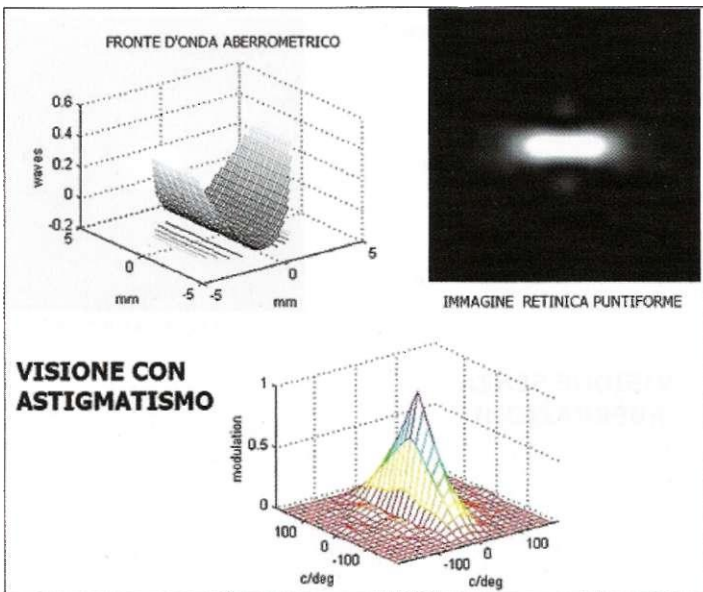 FRONTE D'ONDA ABERROMETRICO
0.6
0.4
0.2
0
-0.2
waves
5
0
-5
mm
-5
0
5
mm
IMMAGINE RETINICA PUNTIFORME
VISIONE CON
ASTIGMATISMO
1
0.5
0
modulation
100
0
-100
c/deg
-100
0
100
c/deg